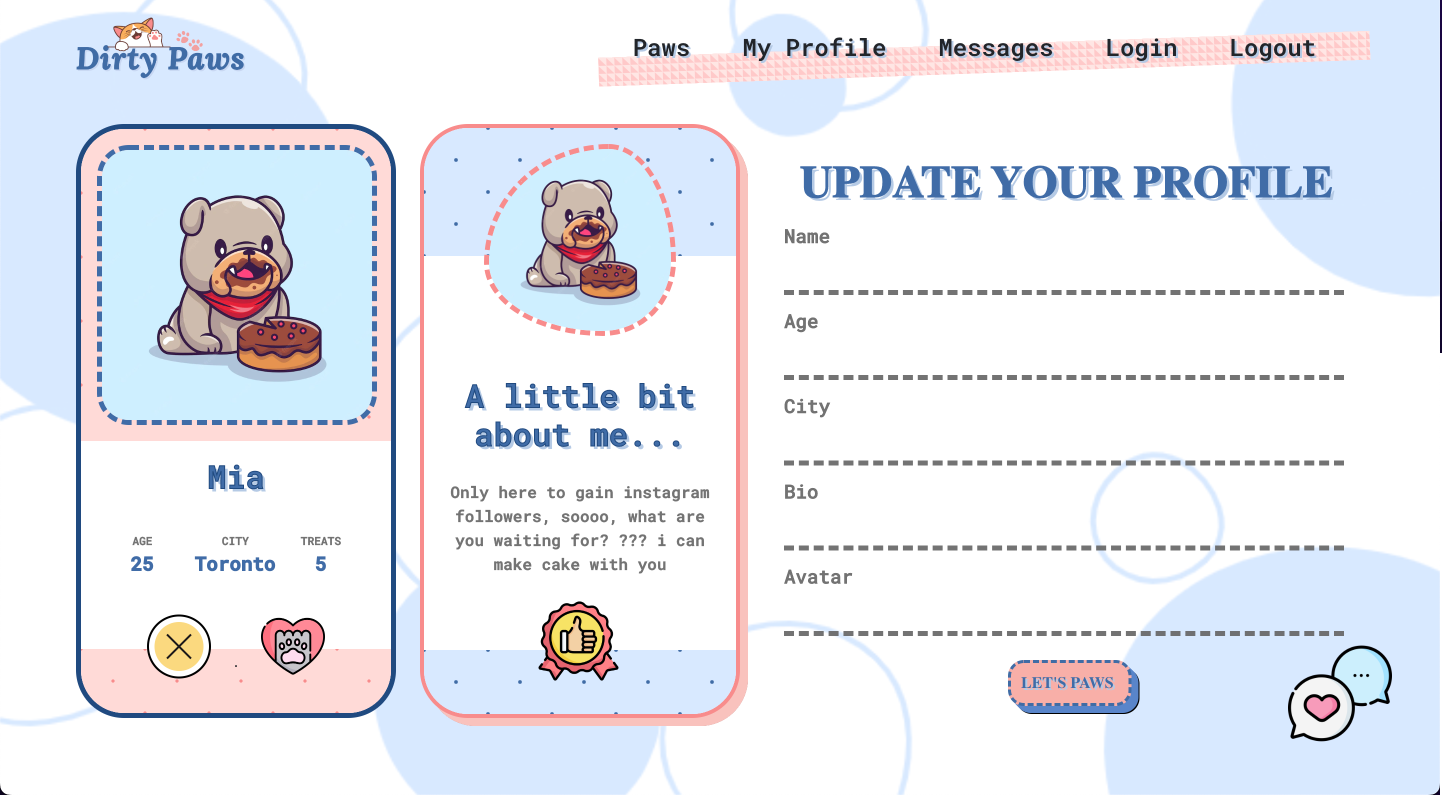 Dirty Paws
Paws My Profile Messages Login Logout
Mia
AGE CITY TREATS
25 Toronto 5
A little bit
about me...
Only here to gain instagram
followers, soooo, what are
you waiting for? ??? i can
make cake with you
UPDATE YOUR PROFILE
Name
Age
City
Bio
Avatar
LET'S PAWS